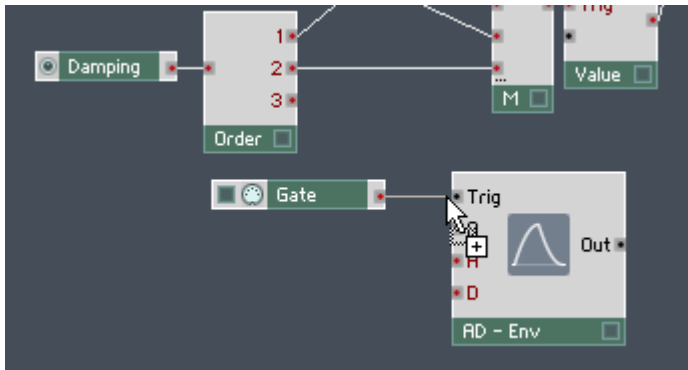 Trig
Damping
1
2
3
...
Order
M
Value
Gate
Trig
A
D
Out
AD - Env